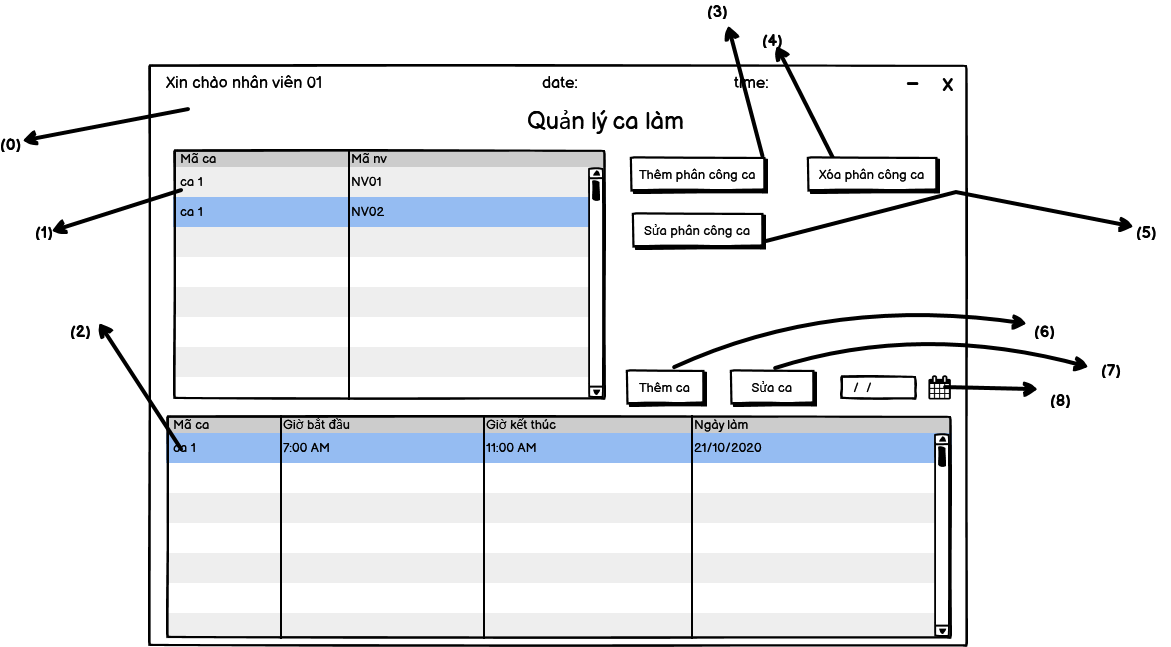 (3)
(4)
Xin chào nhân viên 01 date: time: – X
Quản lý ca làm
(0)
Mã ca Mã nv
ca 1 NV01
ca 1 NV02
Thêm phân công ca Xóa phân công ca
Sửa phân công ca
(1)
(5)
(2)
(6)
(7)
(8)
Thêm ca Sửa ca / /
Mã ca Giờ bắt đầu Giờ kết thúc Ngày làm
ca 1 7:00 AM 11:00 AM 21/10/2020